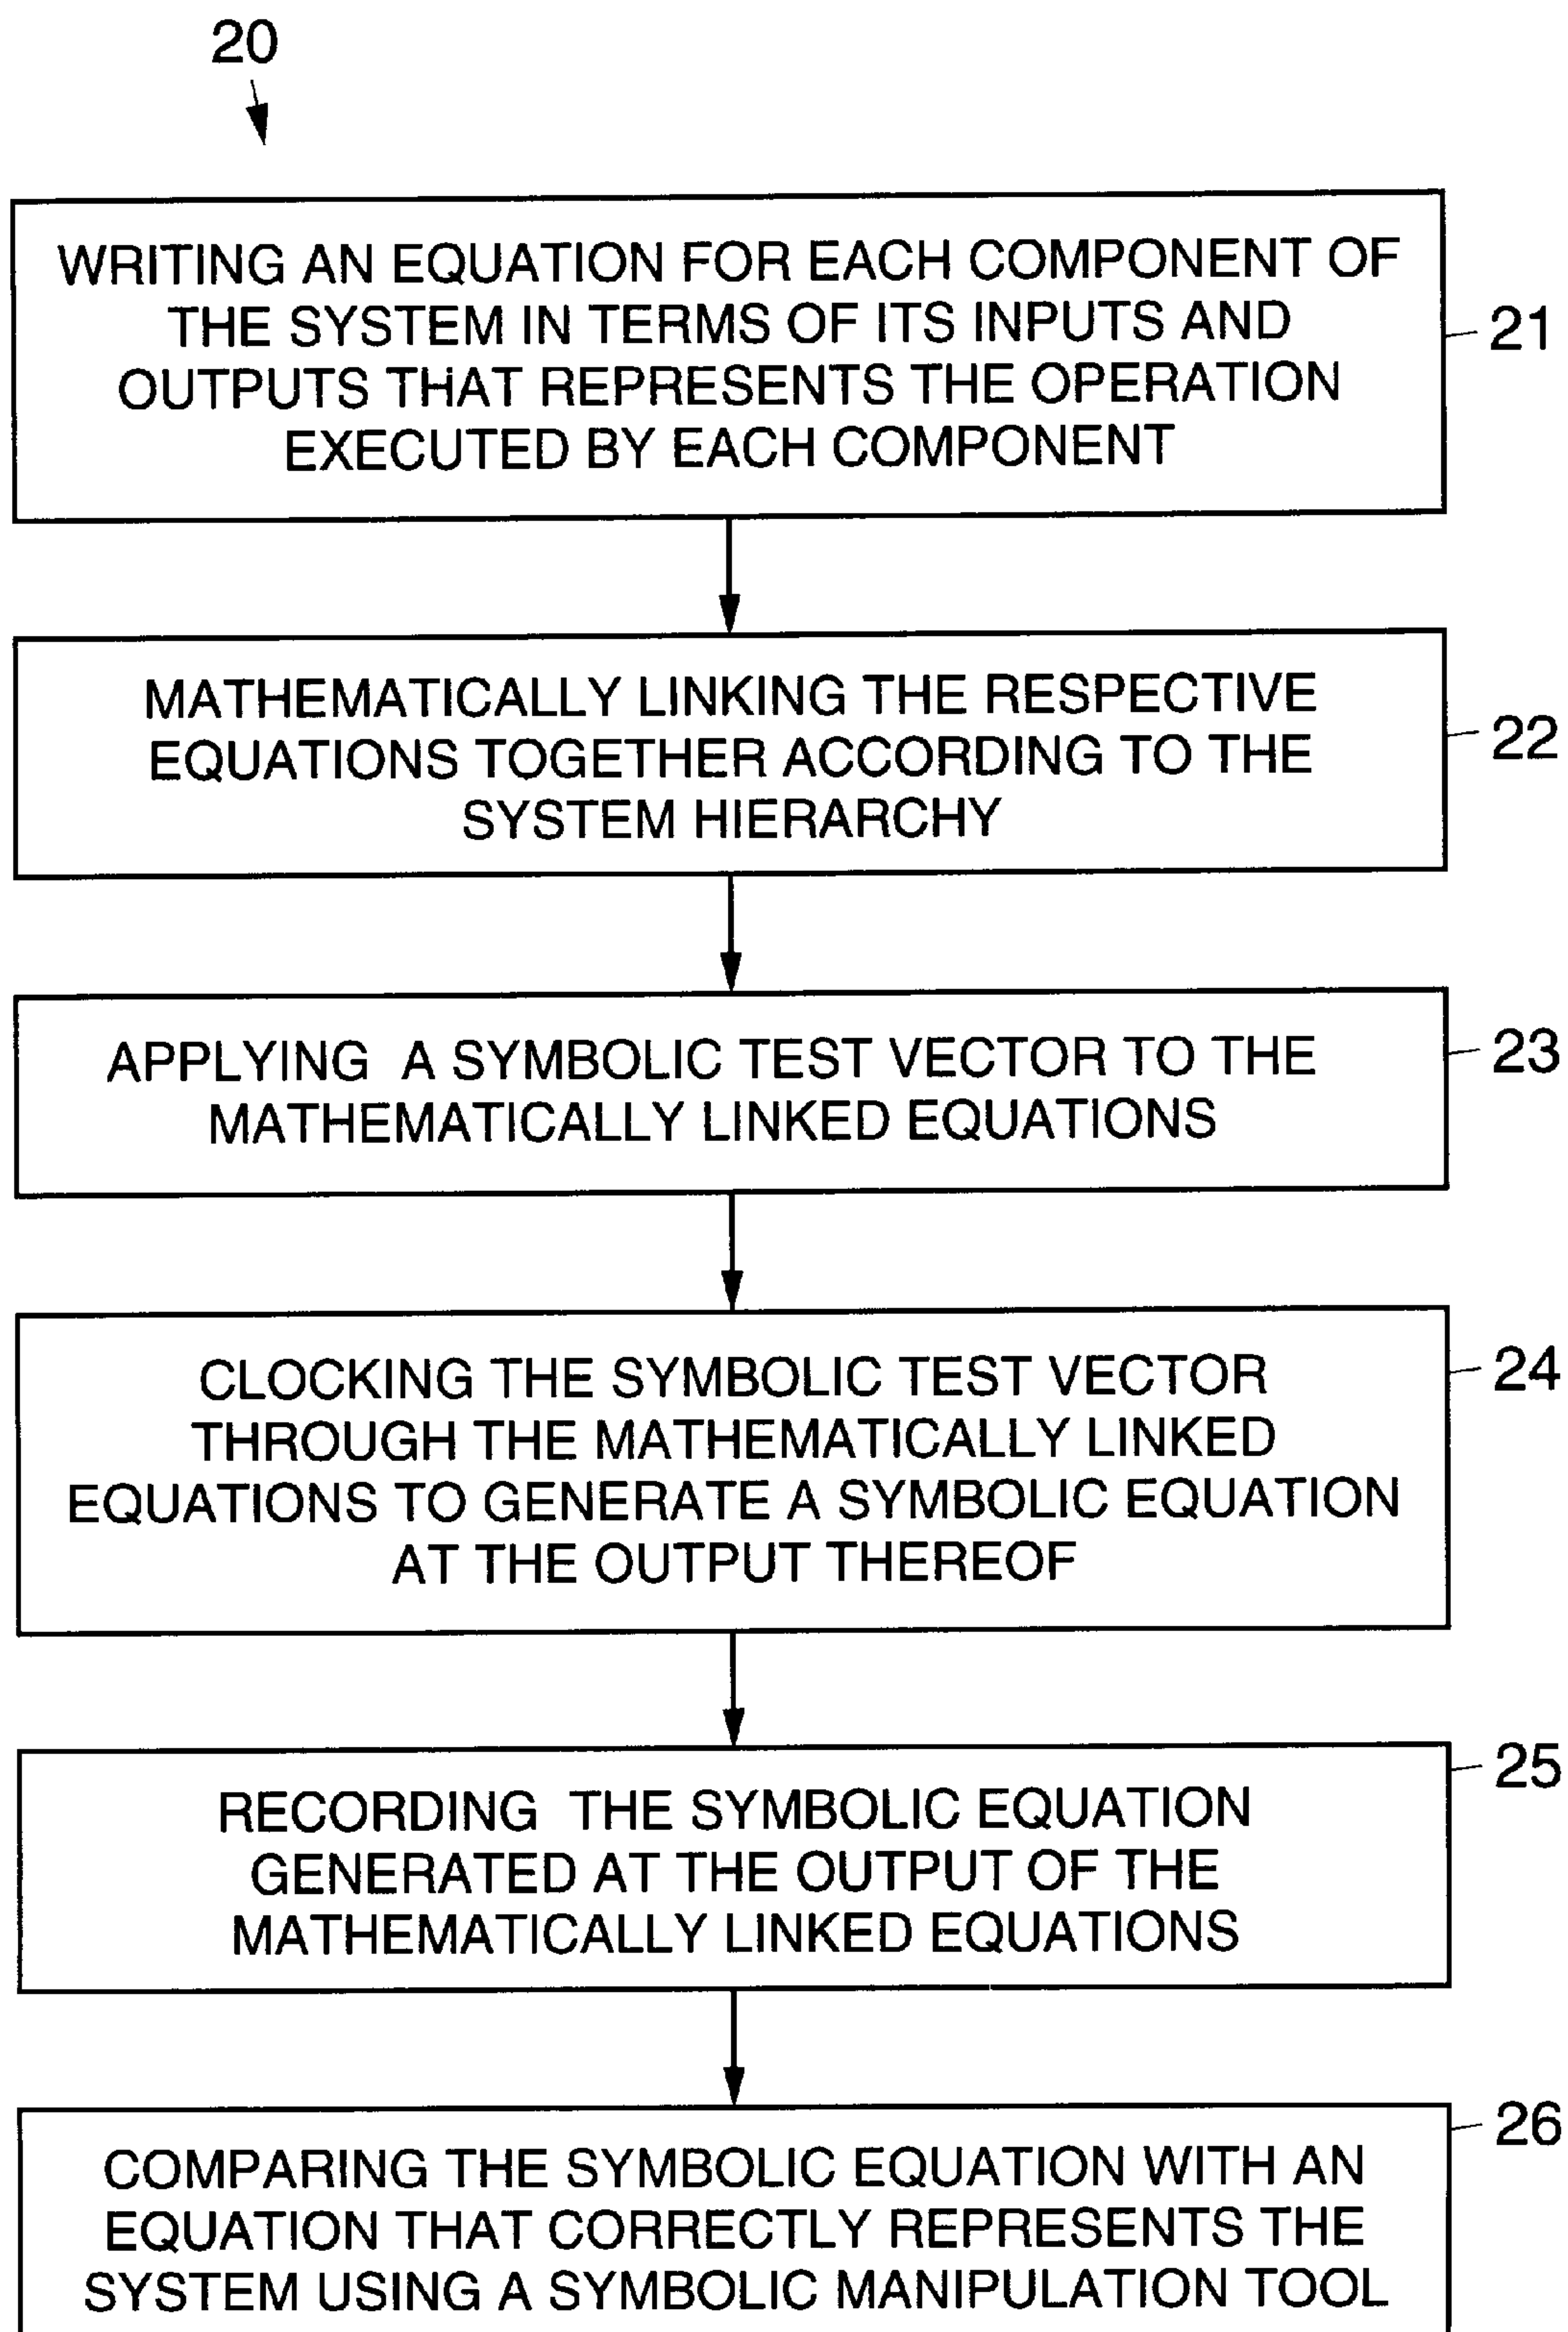 20
WRITING AN EQUATION FOR EACH COMPONENT OF
THE SYSTEM IN TERMS OF ITS INPUTS AND
OUTPUTS THAT REPRESENTS THE OPERATION
EXECUTED BY EACH COMPONENT
21
MATHEMATICALLY LINKING THE RESPECTIVE
EQUATIONS TOGETHER ACCORDING TO THE
SYSTEM HIERARCHY
22
APPLYING A SYMBOLIC TEST VECTOR TO THE
MATHEMATICALLY LINKED EQUATIONS
23
CLOCKING THE SYMBOLIC TEST VECTOR
THROUGH THE MATHEMATICALLY LINKED
EQUATIONS TO GENERATE A SYMBOLIC EQUATION
AT THE OUTPUT THEREOF
24
RECORDING THE SYMBOLIC EQUATION
GENERATED AT THE OUTPUT OF THE
MATHEMATICALLY LINKED EQUATIONS
25
COMPARING THE SYMBOLIC EQUATION WITH AN
EQUATION THAT CORRECTLY REPRESENTS THE
SYSTEM USING A SYMBOLIC MANIPULATION TOOL
26